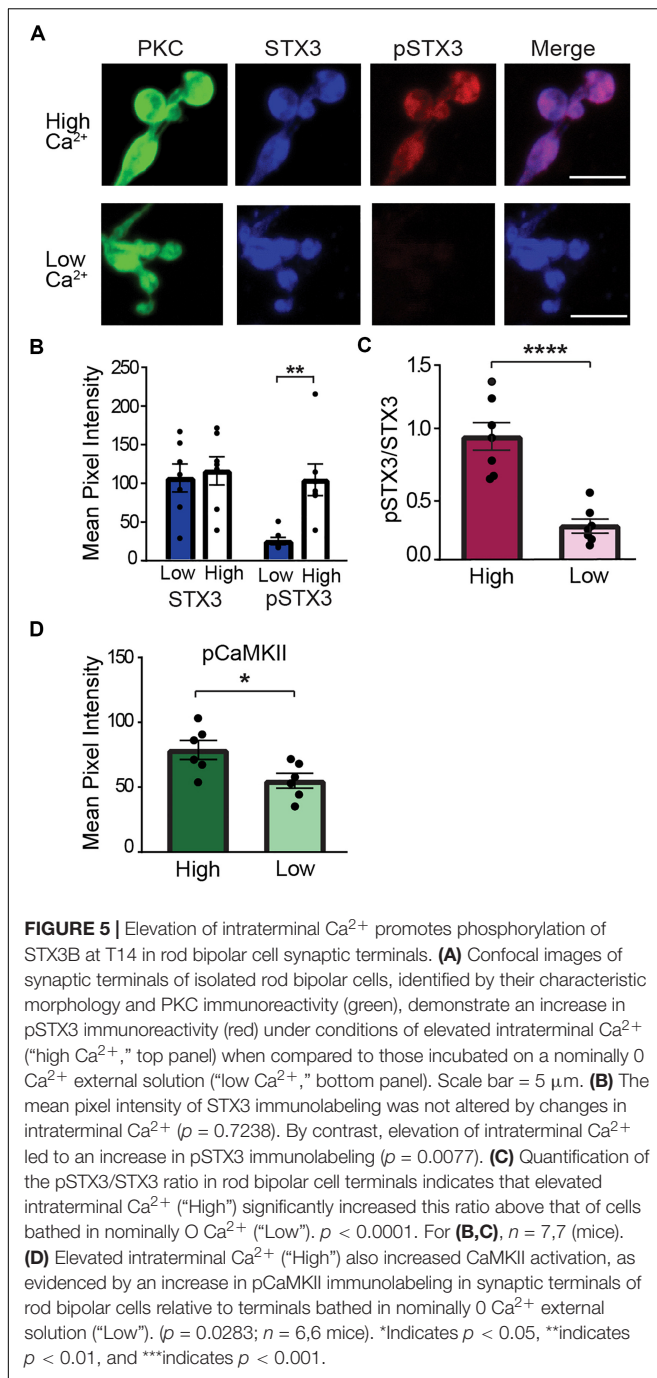 A
PKC STX3 pSTX3 Merge
High
Ca²⁺
Low
Ca²⁺
B
Mean Pixel Intensity
250
200
150
100
50
0
**
Low High Low High
STX3 pSTX3
C
pSTX3/STX3
1.5
1.0
0.5
0.0
****
High Low
D
pCaMKII
Mean Pixel Intensity
150
100
50
0
*
High Low
FIGURE 5 | Elevation of intraterminal Ca²⁺ promotes phosphorylation of
STX3B at T14 in rod bipolar cell synaptic terminals. (A) Confocal images of
synaptic terminals of isolated rod bipolar cells, identified by their characteristic
morphology and PKC immunoreactivity (green), demonstrate an increase in
pSTX3 immunoreactivity (red) under conditions of elevated intraterminal Ca²⁺
(“high Ca²⁺,” top panel) when compared to those incubated on a nominally 0
Ca²⁺ external solution (“low Ca²⁺,” bottom panel). Scale bar = 5 μm. (B) The
mean pixel intensity of STX3 immunolabeling was not altered by changes in
intraterminal Ca²⁺ (p = 0.7238). By contrast, elevation of intraterminal Ca²⁺
led to an increase in pSTX3 immunolabeling (p = 0.0077). (C) Quantification of
the pSTX3/STX3 ratio in rod bipolar cell terminals indicates that elevated
intraterminal Ca²⁺ (“High”) significantly increased this ratio above that of cells
bathed in nominally O Ca²⁺ (“Low”). p < 0.0001. For (B,C), n = 7,7 (mice).
(D) Elevated intraterminal Ca²⁺ (“High”) also increased CaMKII activation, as
evidenced by an increase in pCaMKII immunolabeling in synaptic terminals of
rod bipolar cells relative to terminals bathed in nominally 0 Ca²⁺ external
solution (“Low”). (p = 0.0283; n = 6,6 mice). *Indicates p < 0.05, **indicates
p < 0.01, and ***indicates p < 0.001.